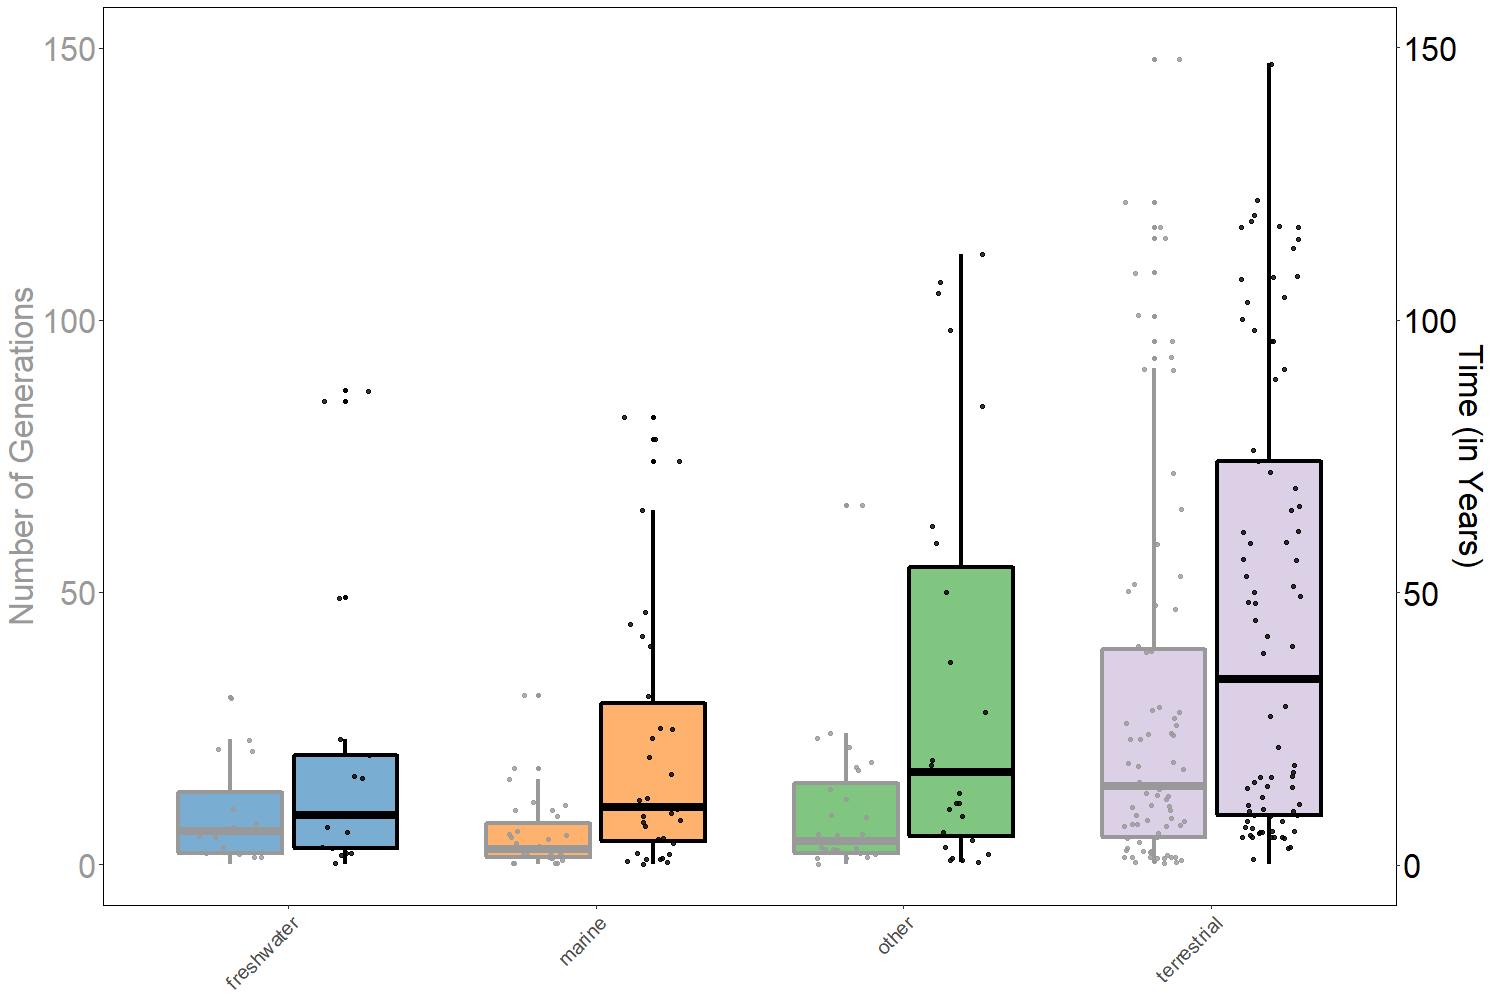 Number of Generations
150
100
50
0
150
100
50
0
Time (in Years)
freshwater
marine
other
terrestrial